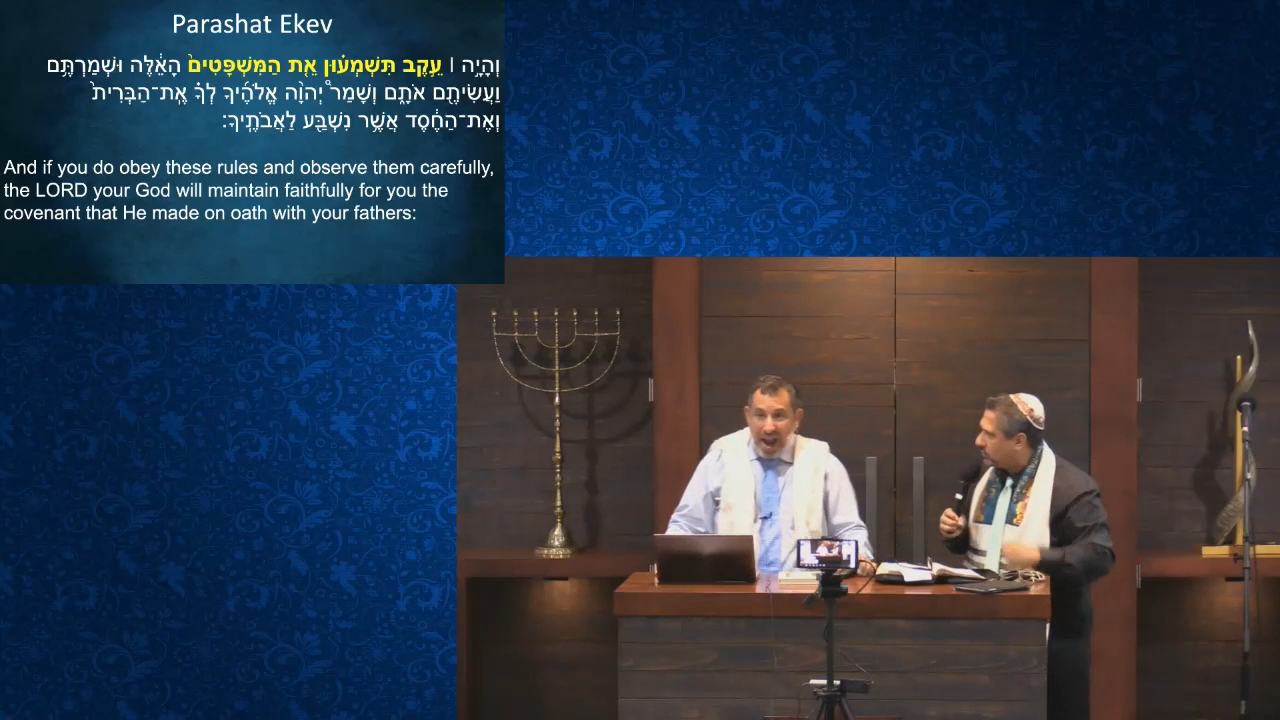 Parashat Ekev
וְהָיָ֣ה ׀ עֵ֣קֶב תִּשְׁמְע֗וּן אֵ֤ת הַמִּשְׁפָּטִים֙ הָאֵ֔לֶּה וּשְׁמַרְתֶּ֥ם
וַעֲשִׂיתֶ֖ם אֹתָ֑ם וְשָׁמַר֩ יְהוָ֨ה אֱלֹהֶ֜יךָ לְךָ֗ אֶֽת־הַבְּרִית֙
וְאֶת־הַחֶ֔סֶד אֲשֶׁ֥ר נִשְׁבַּ֖ע לַאֲבֹתֶֽיךָ׃
And if you do obey these rules and observe them carefully,
the LORD your God will maintain faithfully for you the
covenant that He made on oath with your fathers: